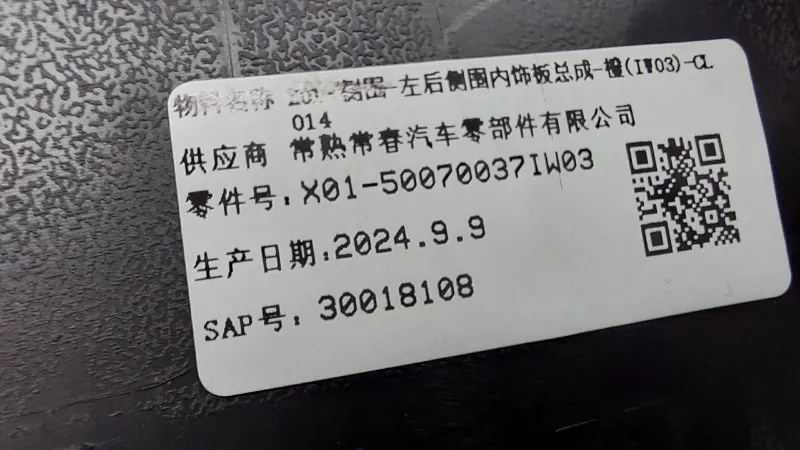 物料名称 侧围-左后侧围内饰板总成-橙(IW03)-CL
014
供应商 常熟常春汽车零部件有限公司
零件号: X01-50070037IW03
生产日期:2024.9.9
SAP号: 30018108